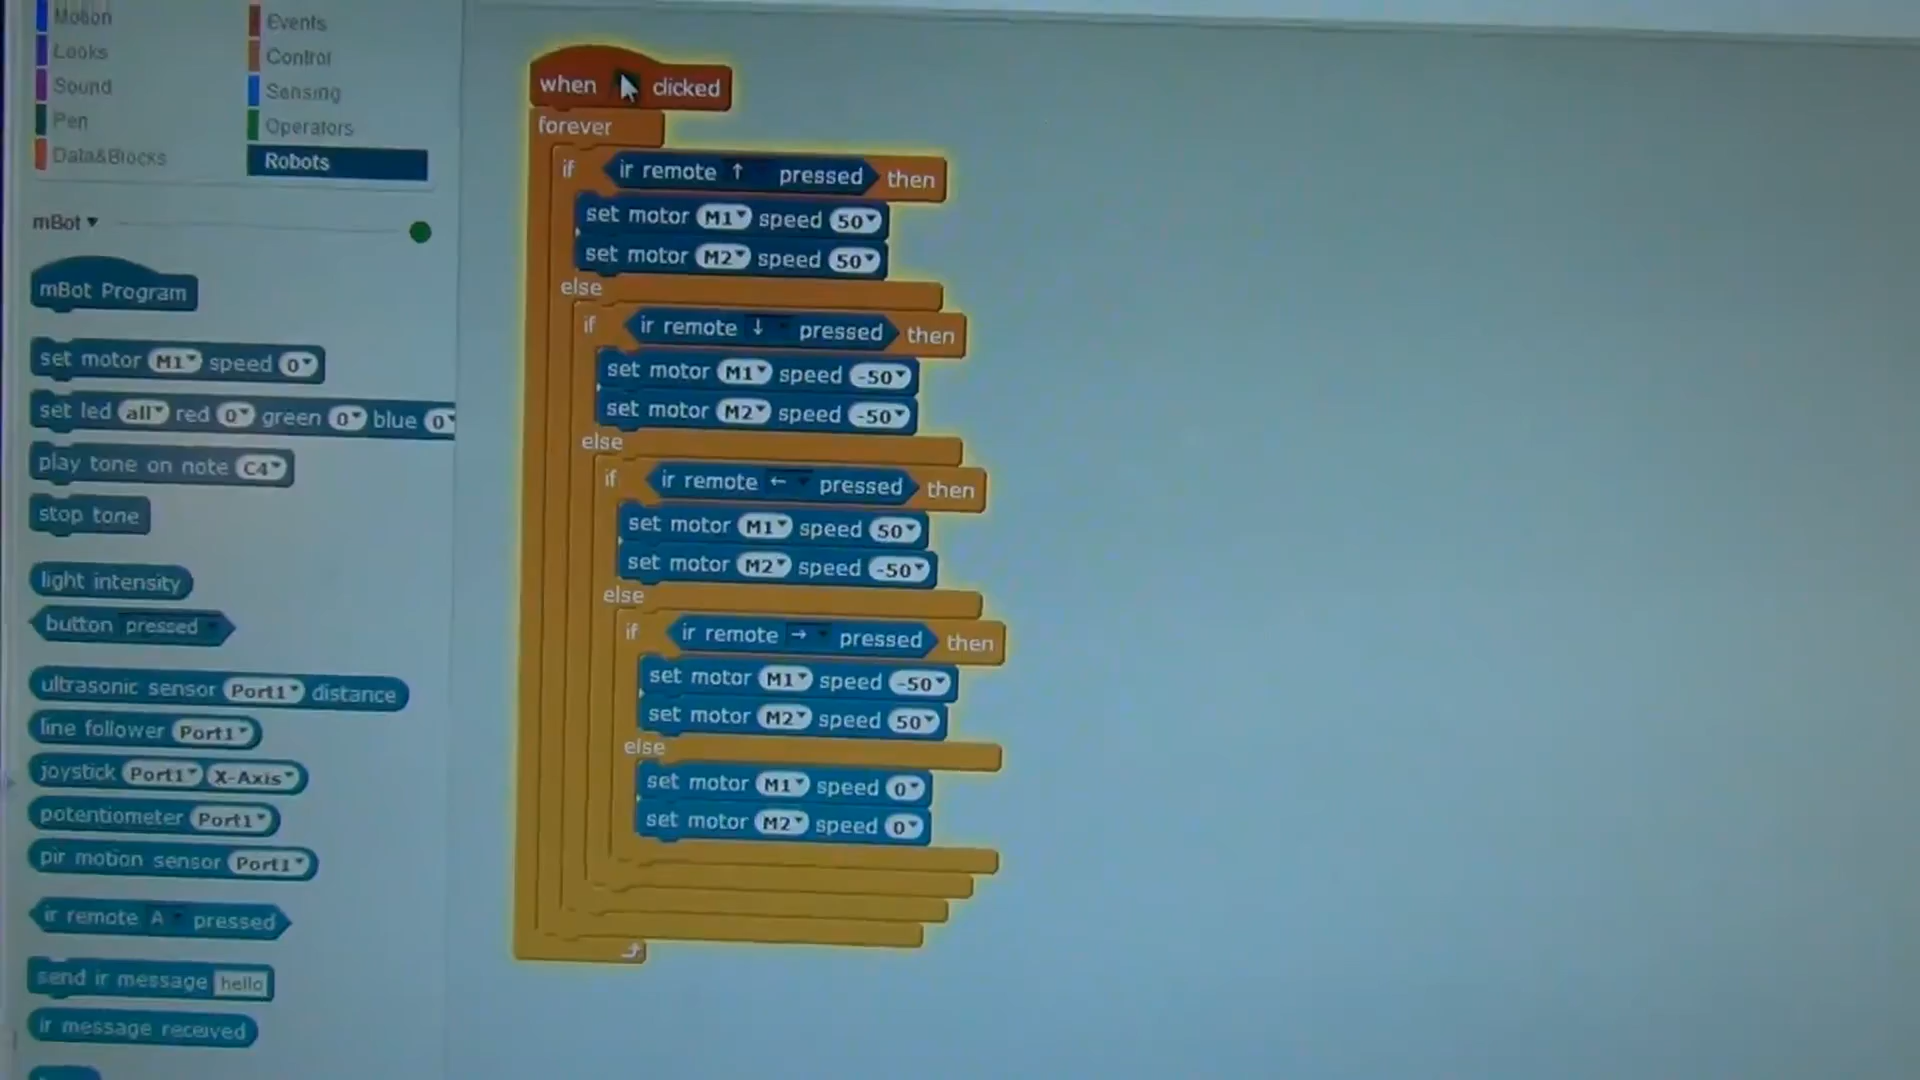 Motion
Events
Looks
Control
Sound
Sensing
Pen
Operators
Data&Blocks
Robots
mBot
mBot Program
set motor M1 speed 0
set led all red 0 green 0 blue 0
play tone on note C4
stop tone
light intensity
button pressed
ultrasonic sensor Port1 distance
line follower Port1
joystick Port1 X-Axis
potentiometer Port1
pir motion sensor Port1
ir remote A pressed
send ir message hello
ir message received
when clicked
forever
if ir remote ↑ pressed then
set motor M1 speed 50
set motor M2 speed 50
else
if ir remote ↓ pressed then
set motor M1 speed -50
set motor M2 speed -50
else
if ir remote ← pressed then
set motor M1 speed 50
set motor M2 speed -50
else
if ir remote → pressed then
set motor M1 speed -50
set motor M2 speed 50
else
set motor M1 speed 0
set motor M2 speed 0